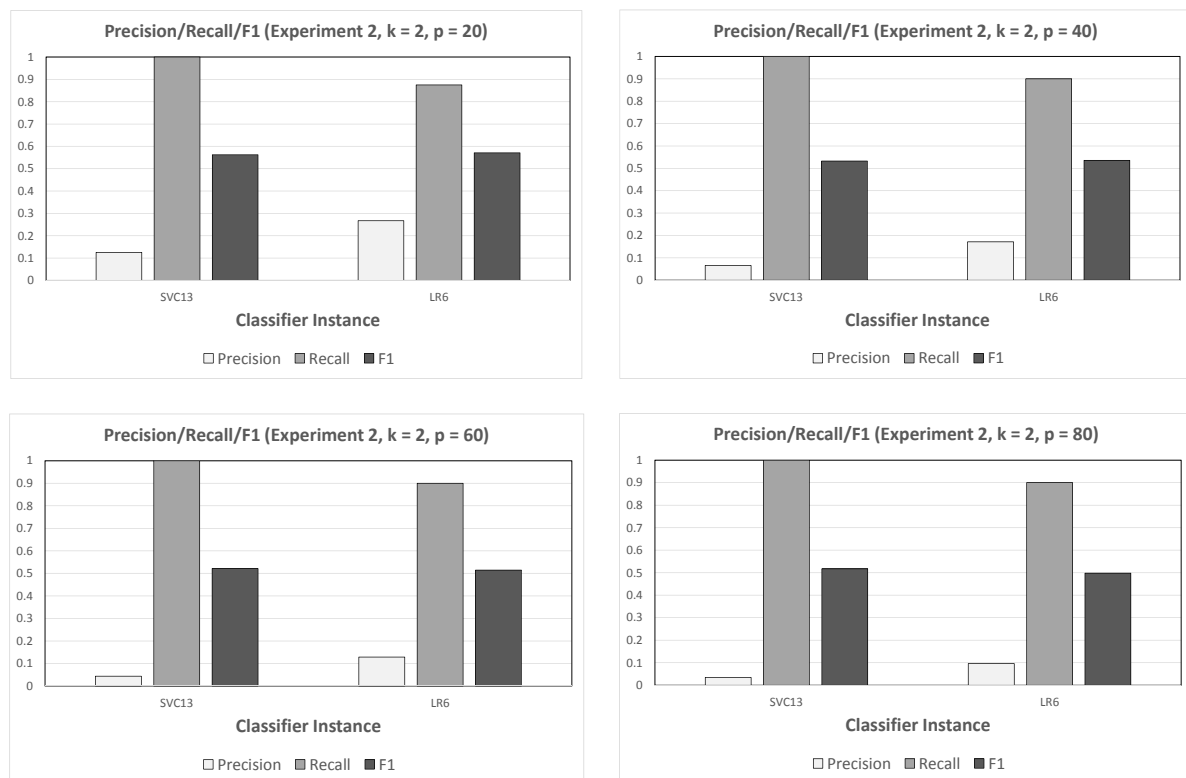 Precision/Recall/F1 (Experiment 2, k = 2, p = 20)
1
0.9
0.8
0.7
0.6
0.5
0.4
0.3
0.2
0.1
0
SVC13 LR6
Classifier Instance
Precision Recall F1
Precision/Recall/F1 (Experiment 2, k = 2, p = 40)
1
0.9
0.8
0.7
0.6
0.5
0.4
0.3
0.2
0.1
0
SVC13 LR6
Classifier Instance
Precision Recall F1
Precision/Recall/F1 (Experiment 2, k = 2, p = 60)
1
0.9
0.8
0.7
0.6
0.5
0.4
0.3
0.2
0.1
0
SVC13 LR6
Classifier Instance
Precision Recall F1
Precision/Recall/F1 (Experiment 2, k = 2, p = 80)
1
0.9
0.8
0.7
0.6
0.5
0.4
0.3
0.2
0.1
0
SVC13 LR6
Classifier Instance
Precision Recall F1